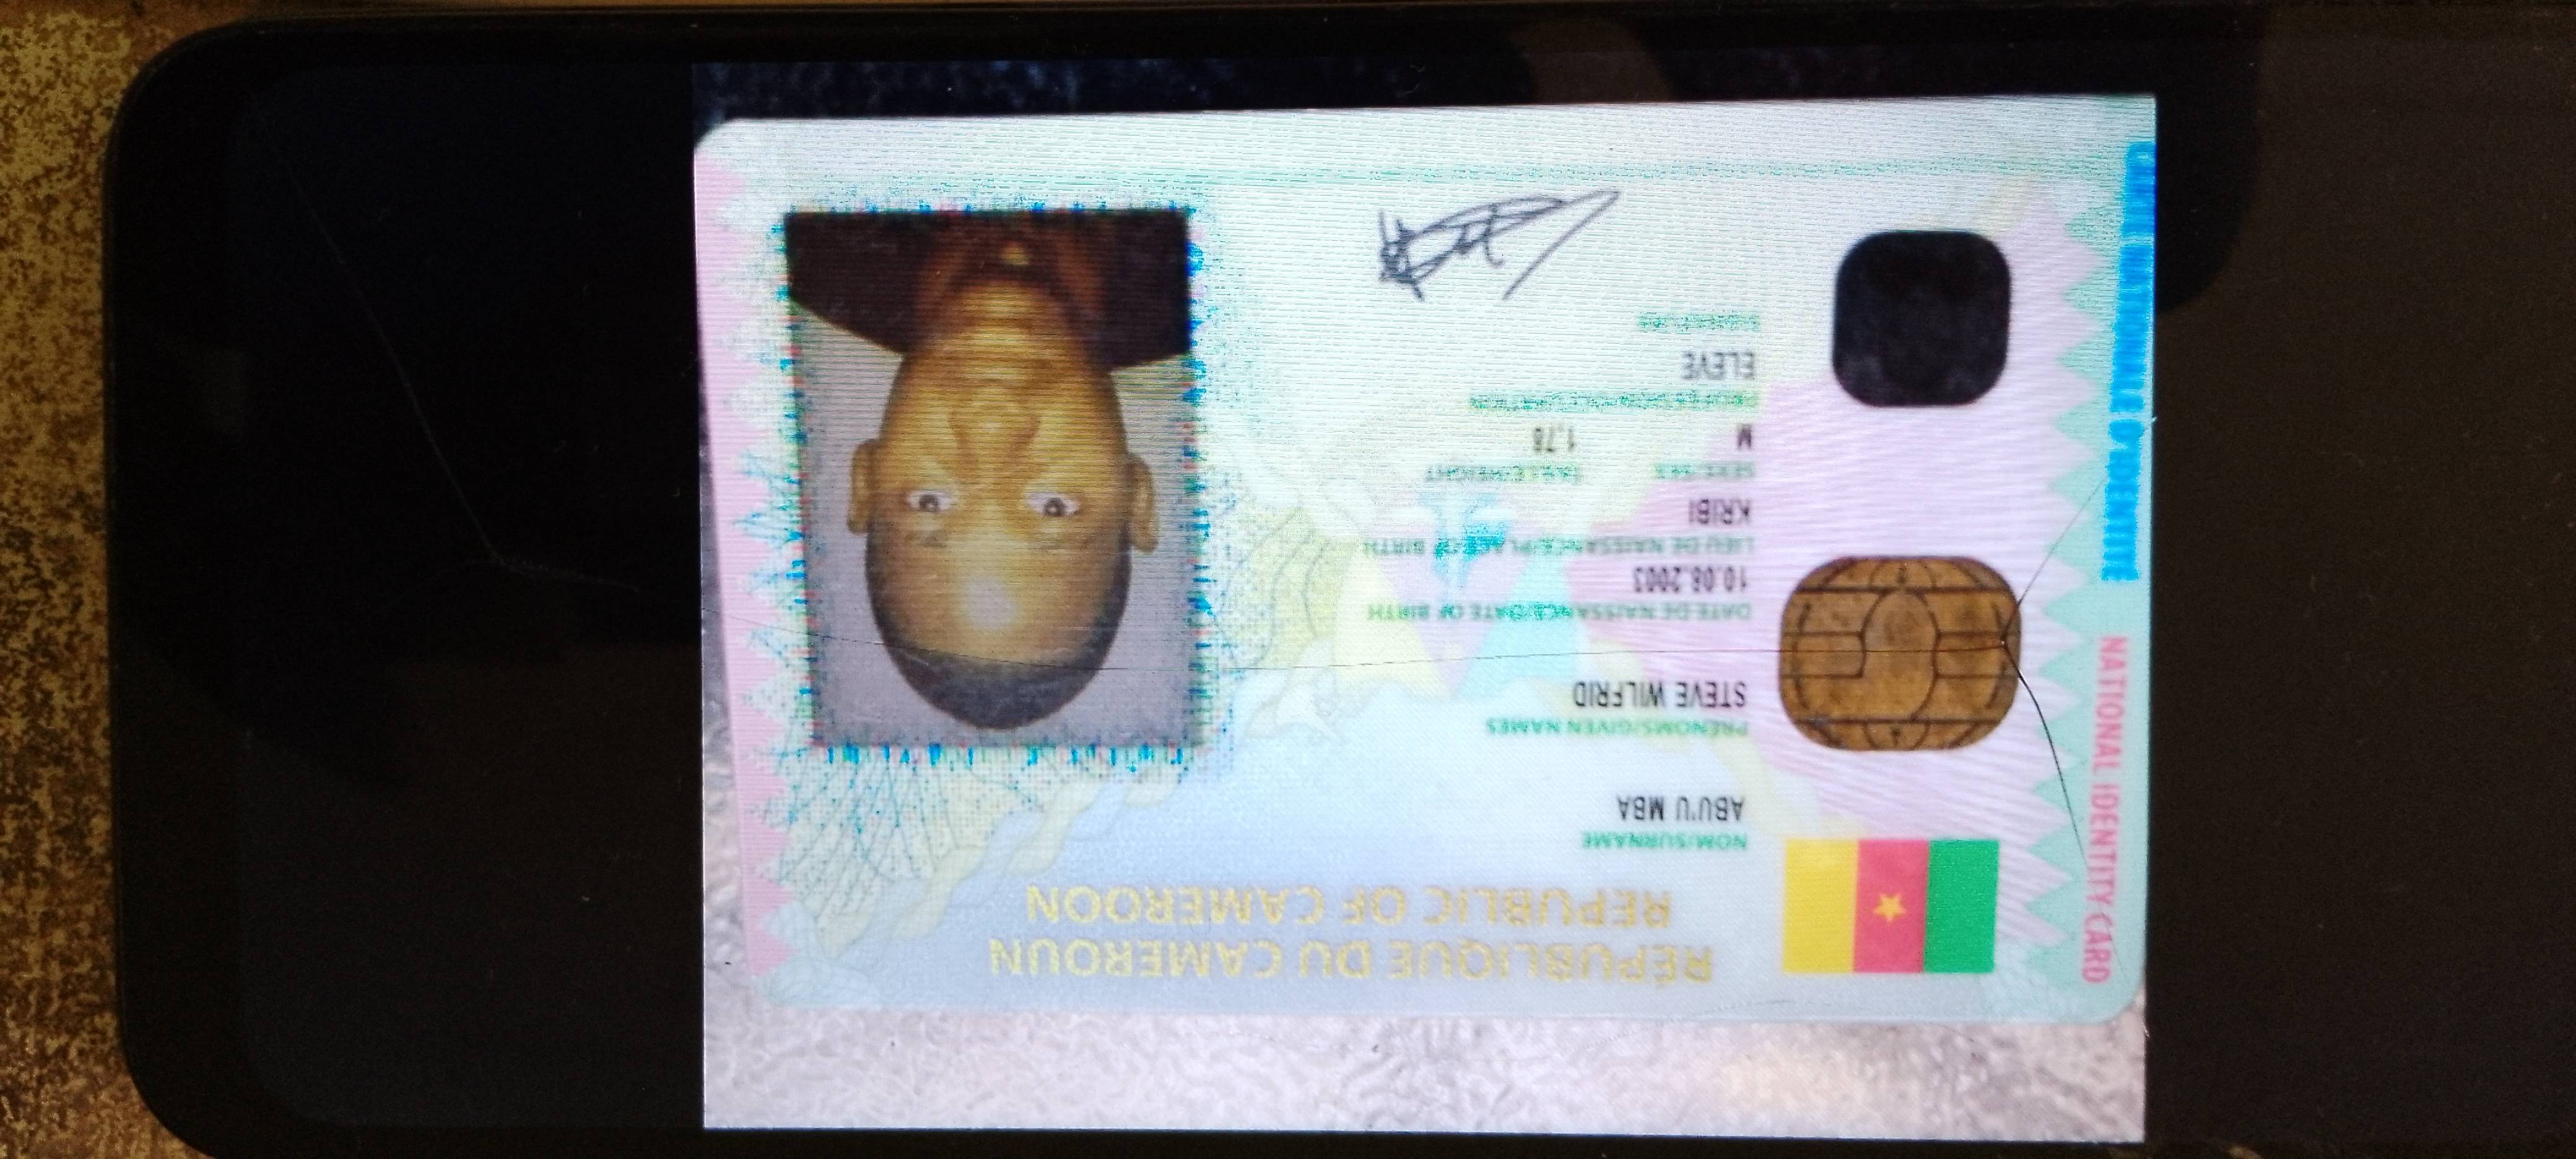 RÉPUBLIQUE DU CAMEROUN
REPUBLIC OF CAMEROON
NOM/SURNAME
ABU'U MBA
PRÉNOMS/GIVEN NAMES
STEVE WILFRID
DATE DE NAISSANCE/DATE OF BIRTH
10.08.2003
LIEU DE NAISSANCE/PLACE OF BIRTH
KRIBI
SEXE/SEX TAILLE/HEIGHT
M 1,78
PROFESSION/OCCUPATION
ELEVE
SIGNATURE
NATIONAL IDENTITY CARD
CARTE NATIONALE D'IDENTITÉ